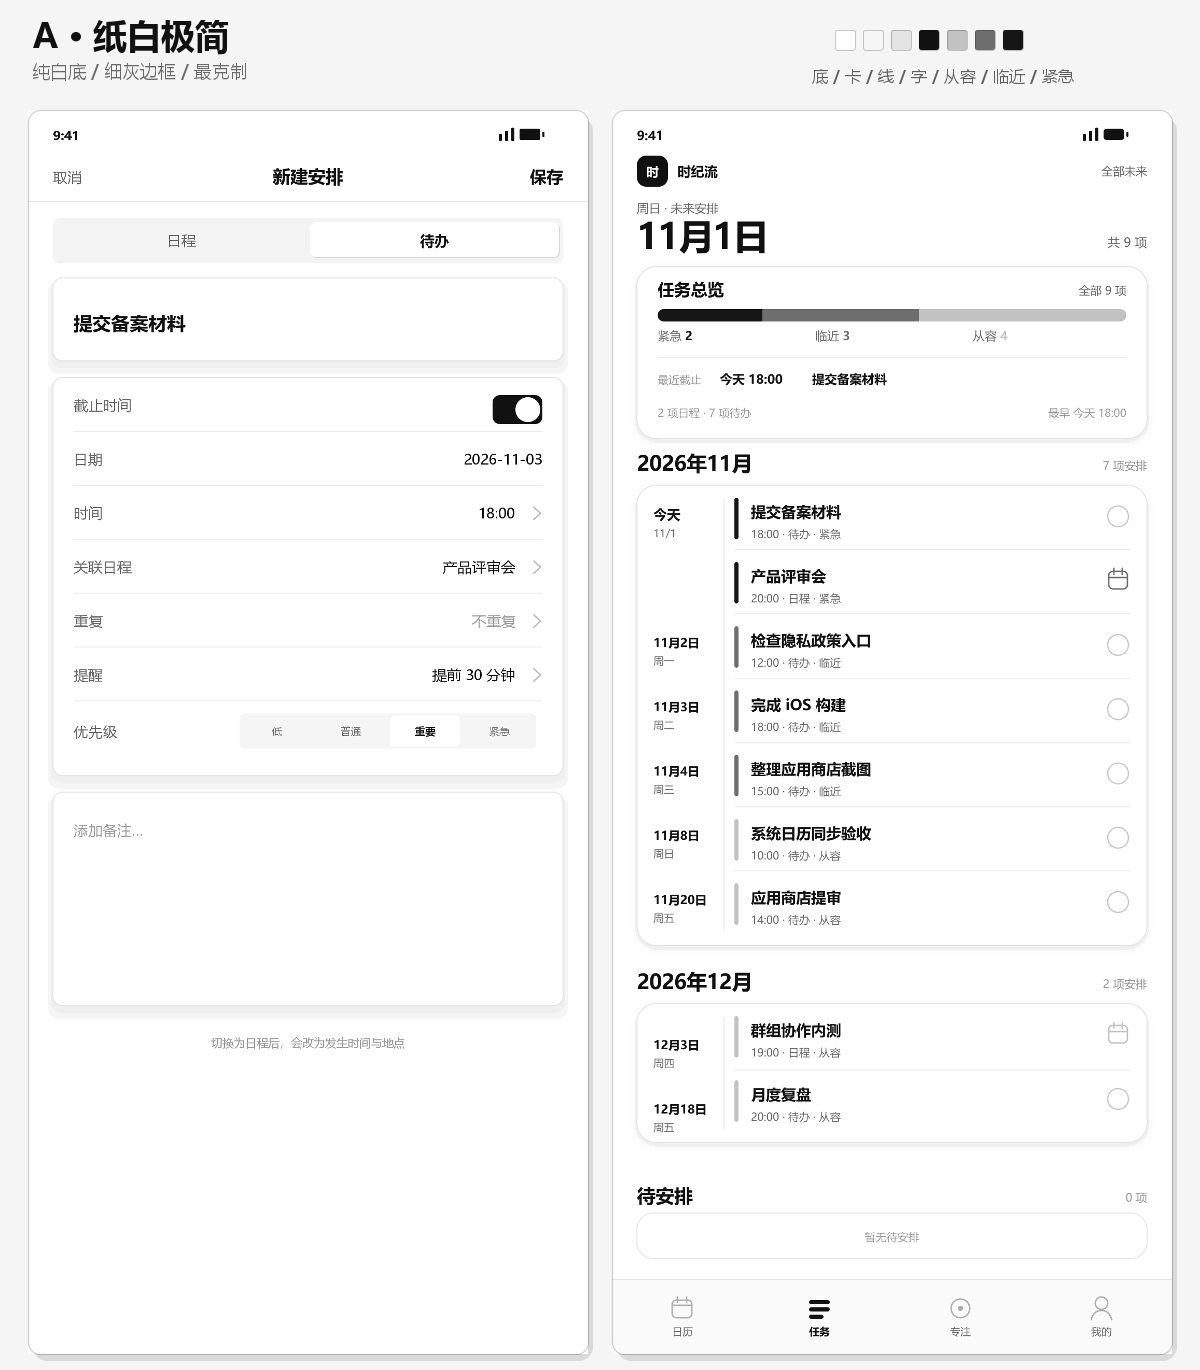 A • 纸白极简
纯白底 / 细灰边框 / 最克制
底 / 卡 / 线 / 字 / 从容 / 临近 / 紧急
9:41
取消
新建安排
保存
日程
待办
提交备案材料
截止时间
日期
2026-11-03
时间
18:00
关联日程
产品评审会
重复
不重复
提醒
提前 30 分钟
优先级
低
普通
重要
紧急
添加备注...
切换为日程后，会改为发生时间与地点
9:41
时
时纪流
全部未来
周日 · 未来安排
11月1日
共 9 项
任务总览
全部 9 项
紧急 2
临近 3
从容 4
最近截止
今天 18:00
提交备案材料
2 项日程 · 7 项待办
最早 今天 18:00
2026年11月
7 项安排
今天
11/1
提交备案材料
18:00 · 待办 · 紧急
产品评审会
20:00 · 日程 · 紧急
11月2日
周一
检查隐私政策入口
12:00 · 待办 · 临近
11月3日
周二
完成 iOS 构建
18:00 · 待办 · 临近
11月4日
周三
整理应用商店截图
15:00 · 待办 · 临近
11月8日
周日
系统日历同步验收
10:00 · 待办 · 从容
11月20日
周五
应用商店提审
14:00 · 待办 · 从容
2026年12月
2 项安排
12月3日
周四
群组协作内测
19:00 · 日程 · 从容
12月18日
周五
月度复盘
20:00 · 待办 · 从容
待安排
0 项
暂无待安排
日历
任务
专注
我的